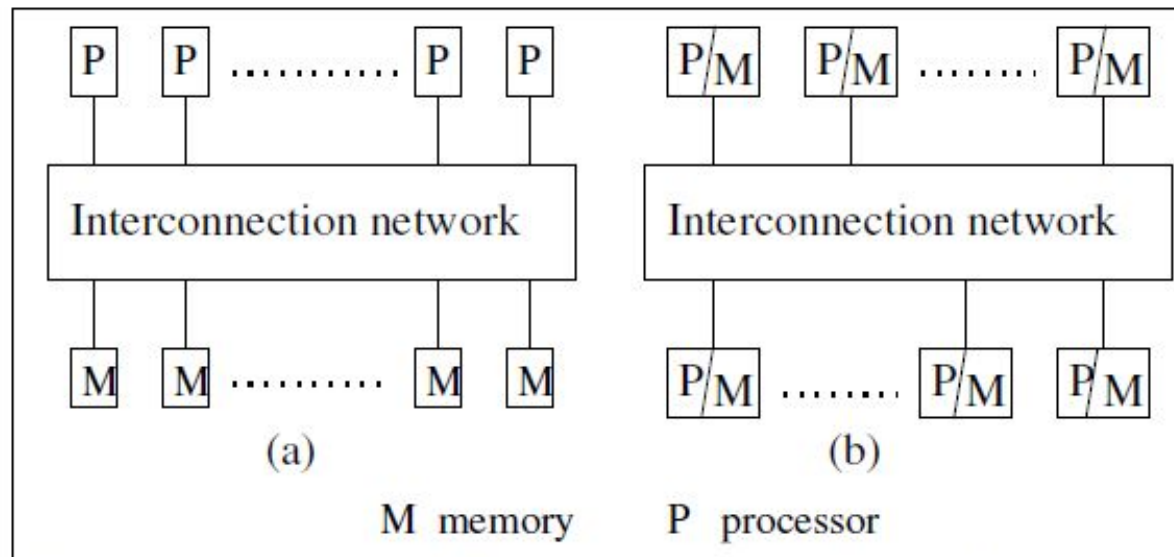 P P ........... P P
Interconnection network
M M ........... M M
(a)
P/M P/M ........ P/M
Interconnection network
P/M ........ P/M P/M
(b)
M memory P processor